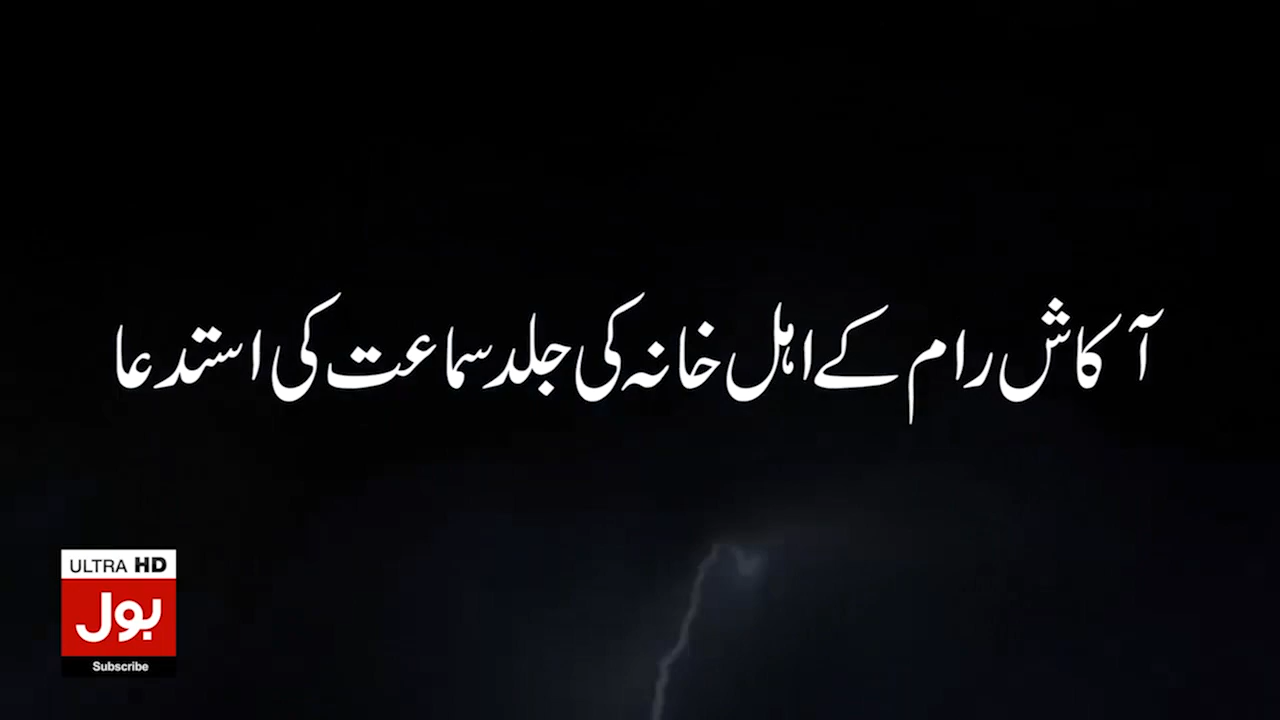 آکاش رام کے اہل خانہ کی جلد سماعت کی استدعا
ULTRA HD
بول
Subscribe